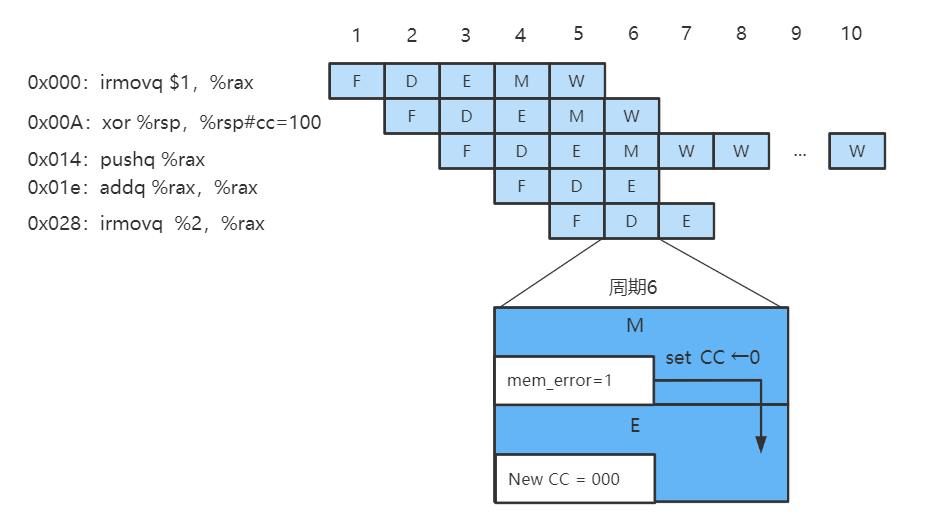 1 2 3 4 5 6 7 8 9 10
0x000：irmovq $1，%rax F D E M W
0x00A：xor %rsp，%rsp#cc=100 F D E M W
0x014：pushq %rax F D E M W W ... W
0x01e：addq %rax，%rax F D E
0x028：irmovq %2，%rax F D E
周期6
M
set CC ←0
mem_error=1
E
New CC = 000